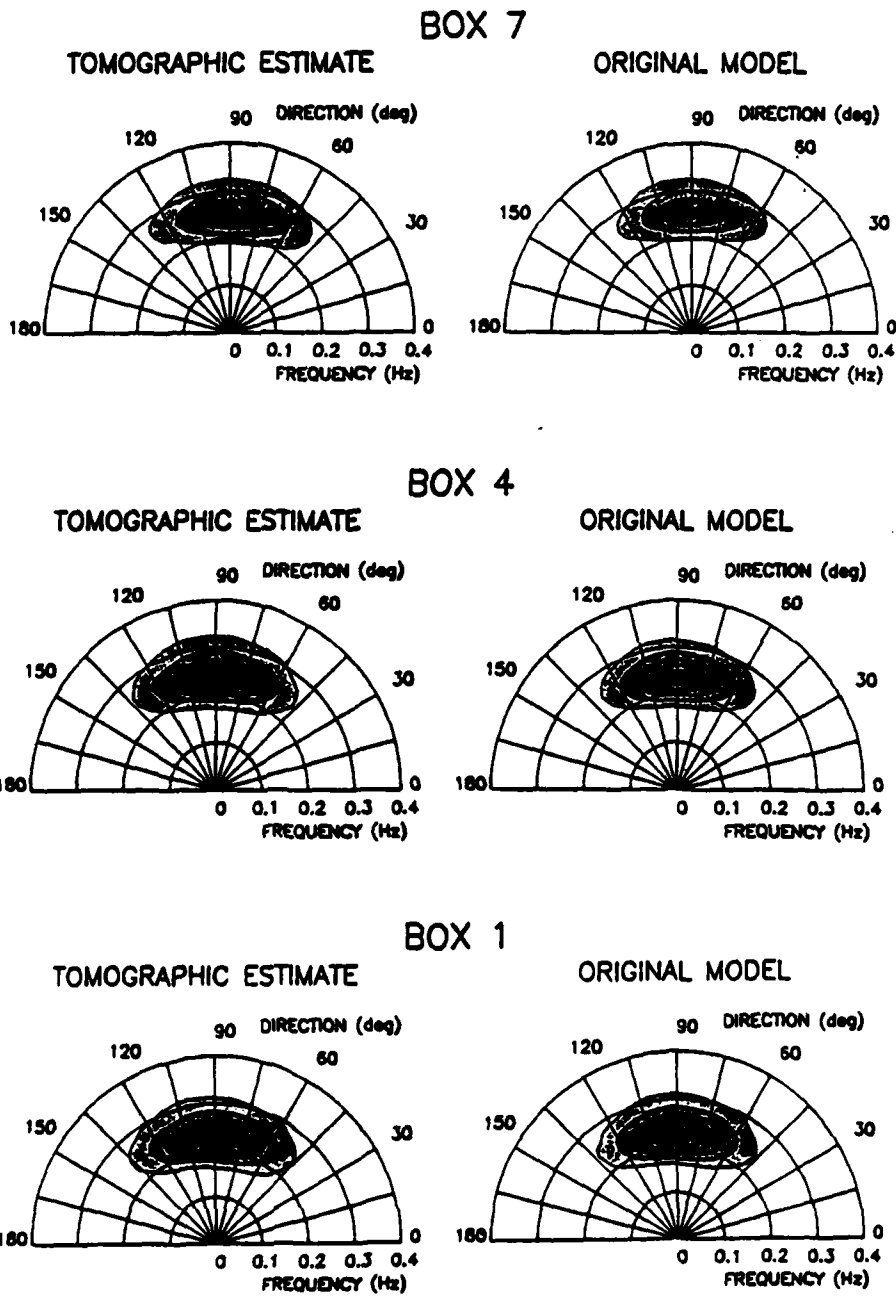 BOX 7
TOMOGRAPHIC ESTIMATE ORIGINAL MODEL
90 DIRECTION (deg) 90 DIRECTION (deg)
120 60 120 60
150 30 150 30
180 0 180 0
0 0.1 0.2 0.3 0.4 0 0.1 0.2 0.3 0.4
FREQUENCY (Hz) FREQUENCY (Hz)
BOX 4
TOMOGRAPHIC ESTIMATE ORIGINAL MODEL
90 DIRECTION (deg) 90 DIRECTION (deg)
120 60 120 60
150 30 150 30
180 0 180 0
0 0.1 0.2 0.3 0.4 0 0.1 0.2 0.3 0.4
FREQUENCY (Hz) FREQUENCY (Hz)
BOX 1
TOMOGRAPHIC ESTIMATE ORIGINAL MODEL
90 DIRECTION (deg) 90 DIRECTION (deg)
120 60 120 60
150 30 150 30
180 0 180 0
0 0.1 0.2 0.3 0.4 0 0.1 0.2 0.3 0.4
FREQUENCY (Hz) FREQUENCY (Hz)